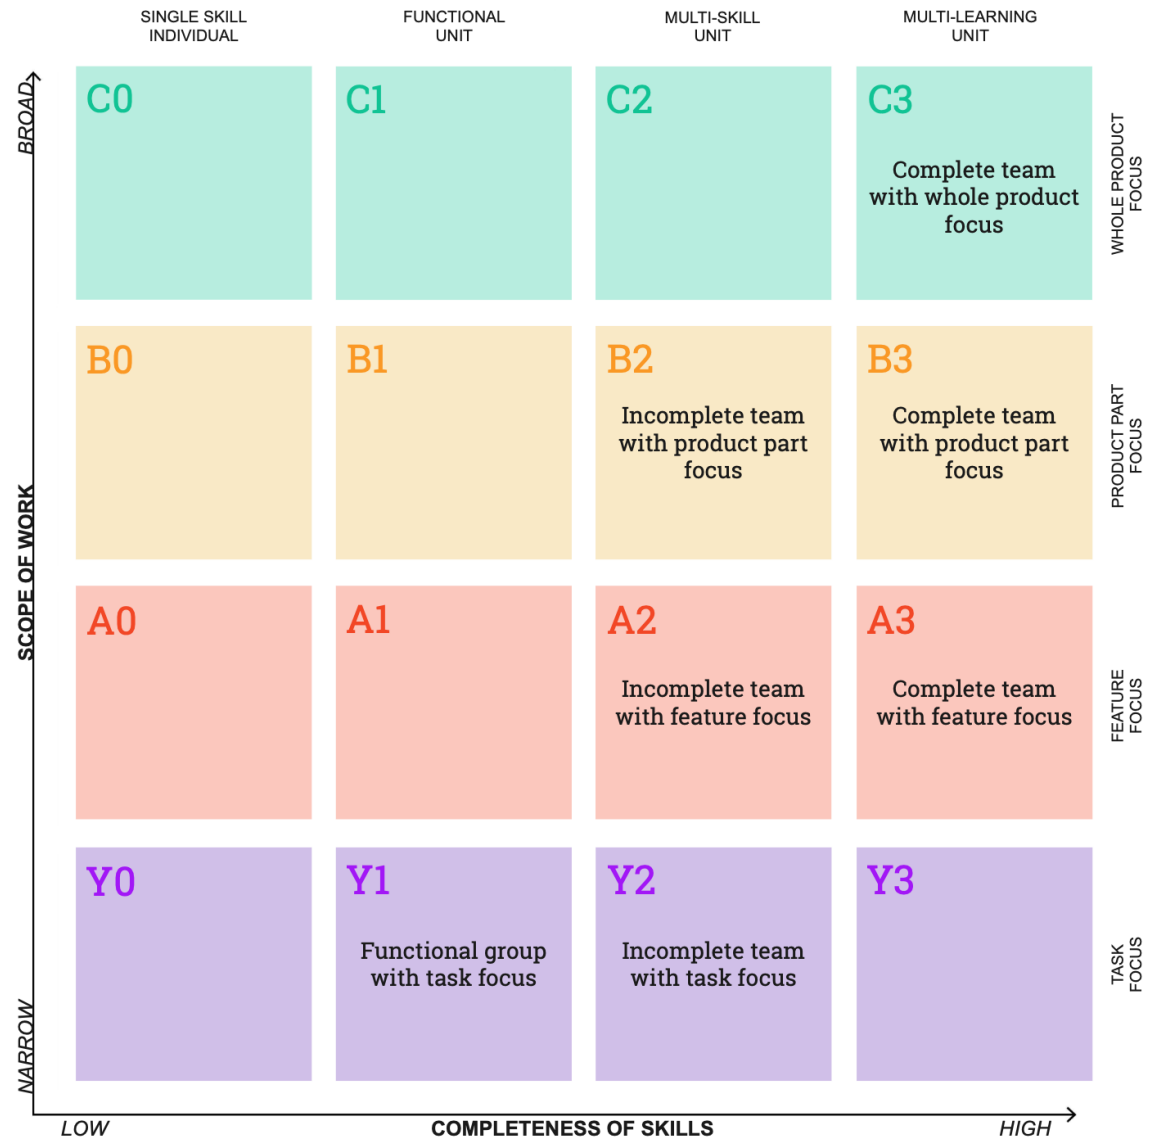 SINGLE SKILL
INDIVIDUAL
FUNCTIONAL
UNIT
MULTI-SKILL
UNIT
MULTI-LEARNING
UNIT
BROAD
C0
C1
C2
C3
Complete team
with whole product
focus
WHOLE PRODUCT
FOCUS
B0
B1
B2
Incomplete team
with product part
focus
B3
Complete team
with product part
focus
PRODUCT PART
FOCUS
SCOPE OF WORK
A0
A1
A2
Incomplete team
with feature focus
A3
Complete team
with feature focus
FEATURE
FOCUS
Y0
Y1
Functional group
with task focus
Y2
Incomplete team
with task focus
Y3
TASK
FOCUS
NARROW
LOW
COMPLETENESS OF SKILLS
HIGH